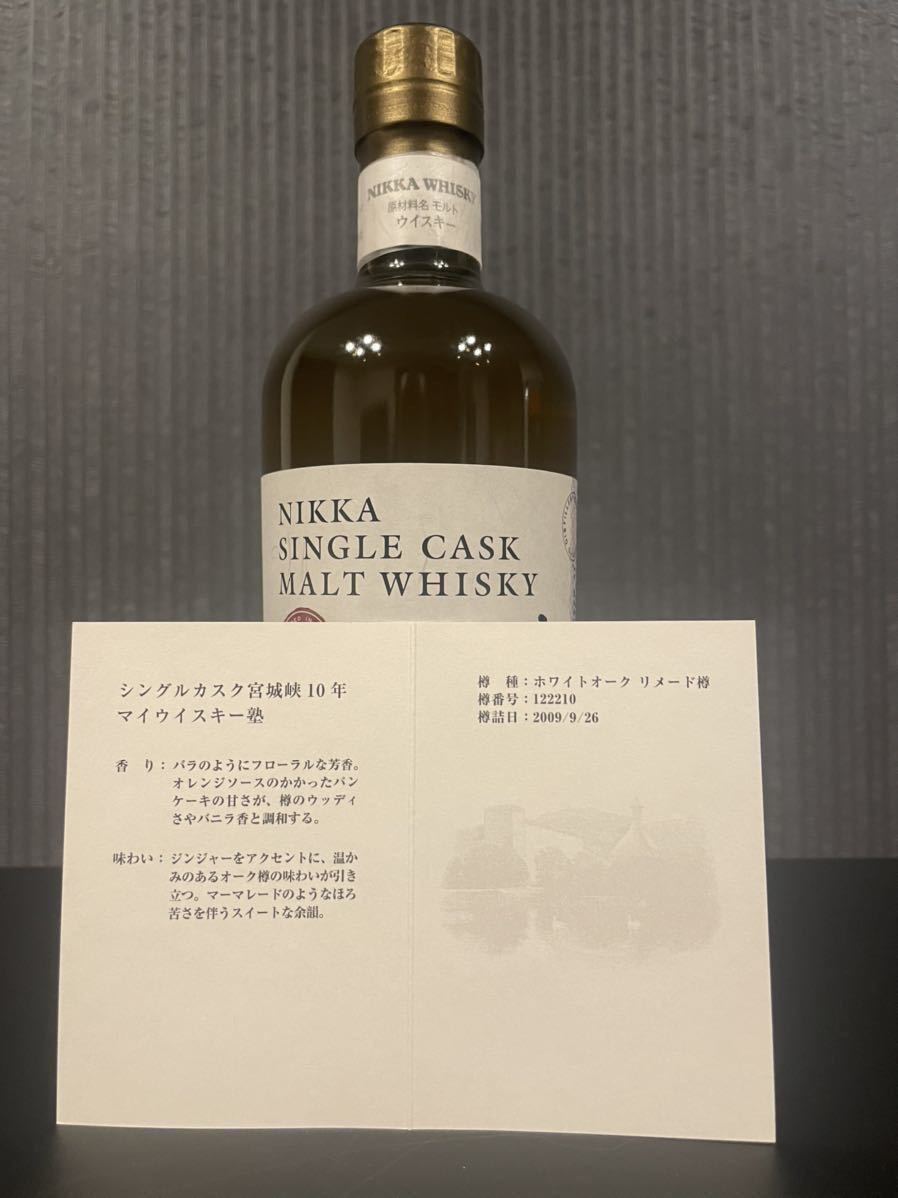 NIKKA WHISKY
原材料名 モルト
ウイスキー
NIKKA
SINGLE CASK
MALT WHISKY
シングルカスク宮城峡10年
マイウイスキー塾
香 り：バラのようにフローラルな芳香。
オレンジソースのかかったパン
ケーキの甘さが、樽のウッディ
さやバニラ香と調和する。
味わい：ジンジャーをアクセントに、温か
みのあるオーク樽の味わいが引き
立つ。マーマレードのようなほろ
苦さを伴うスイートな余韻。
樽 種：ホワイトオーク リメード樽
樽番号：122210
樽詰日：2009/9/26